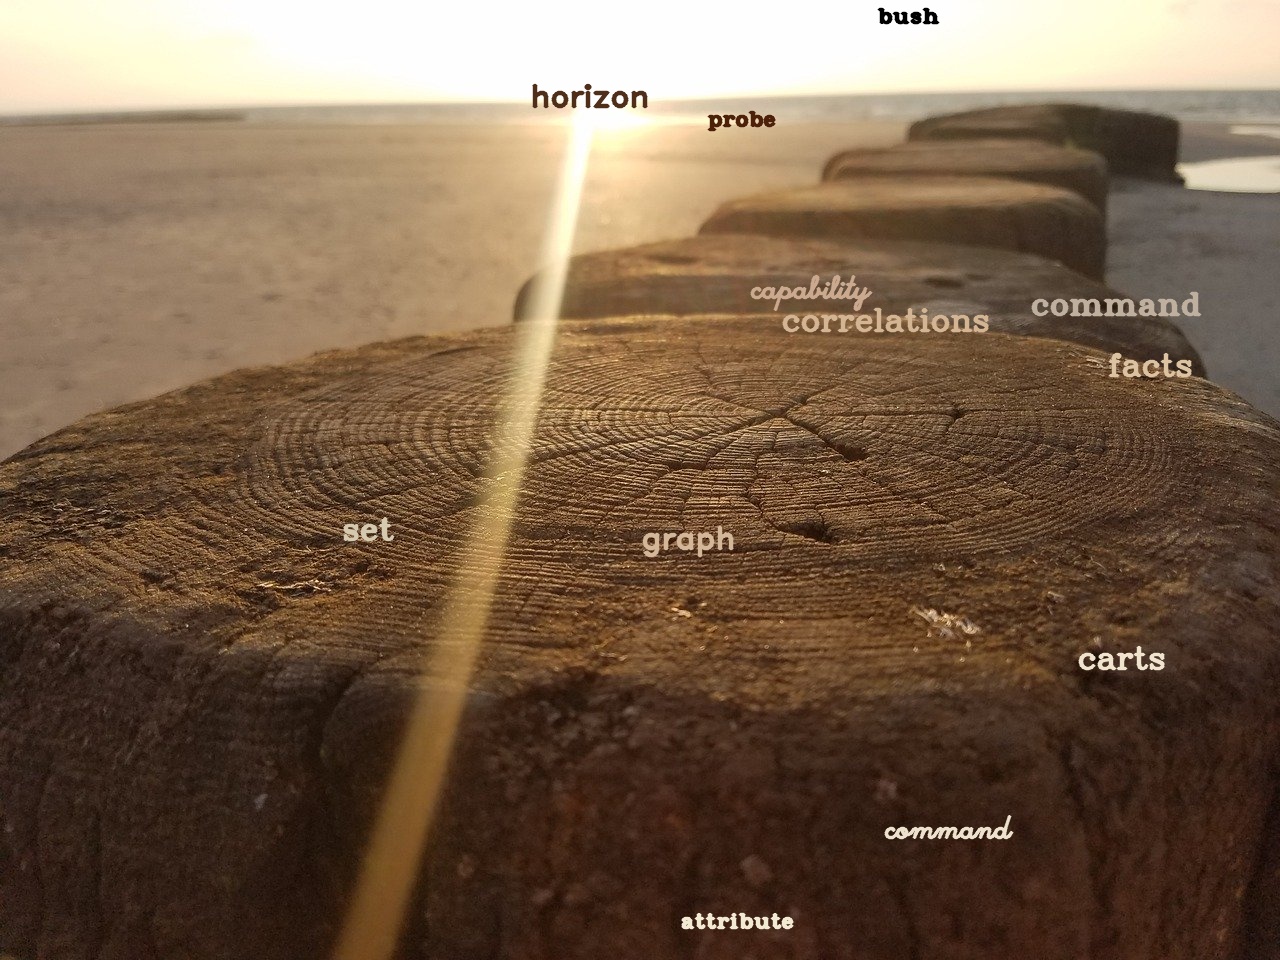 bush
horizon
probe
capability
command
correlations
facts
set
graph
carts
command
attribute